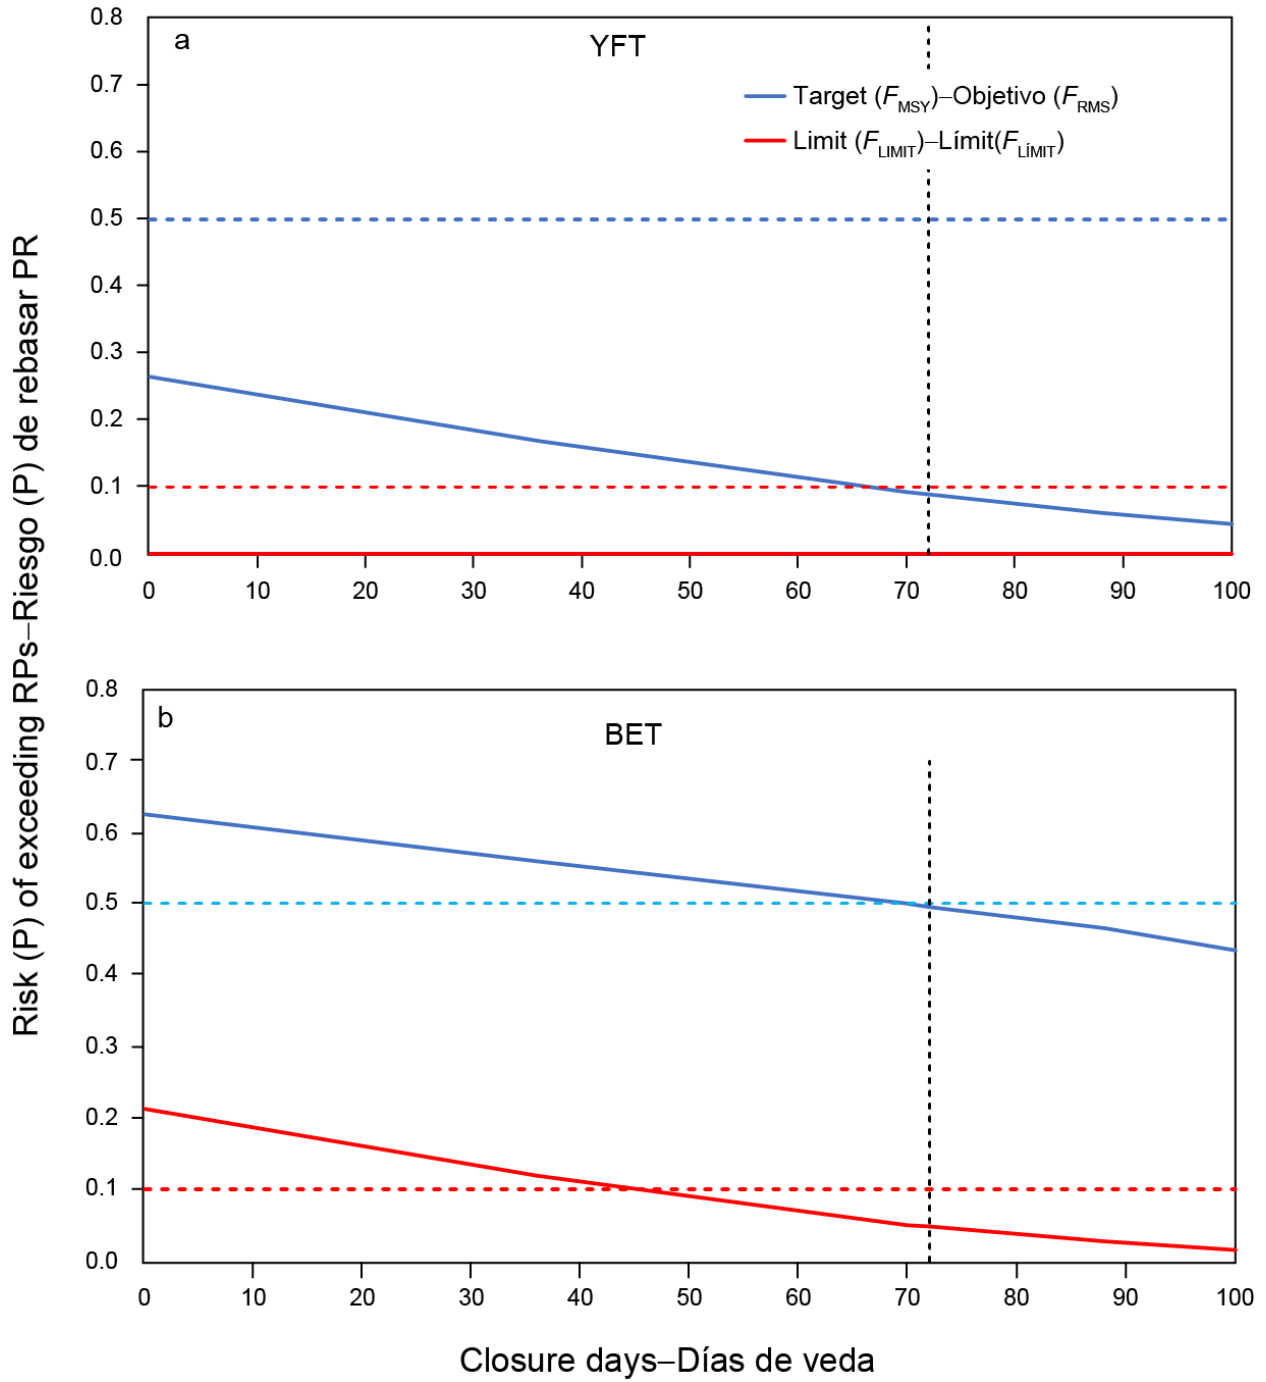 Risk (P) of exceeding RPs–Riesgo (P) de rebasar PR
a
YFT
Target (FMSY)–Objetivo (FRMS)
Limit (FLIMIT)–Límit(FLÍMIT)
0.8
0.7
0.6
0.5
0.4
0.3
0.2
0.1
0.0
0 10 20 30 40 50 60 70 80 90 100
b
BET
0.8
0.7
0.6
0.5
0.4
0.3
0.2
0.1
0.0
0 10 20 30 40 50 60 70 80 90 100
Closure days–Días de veda